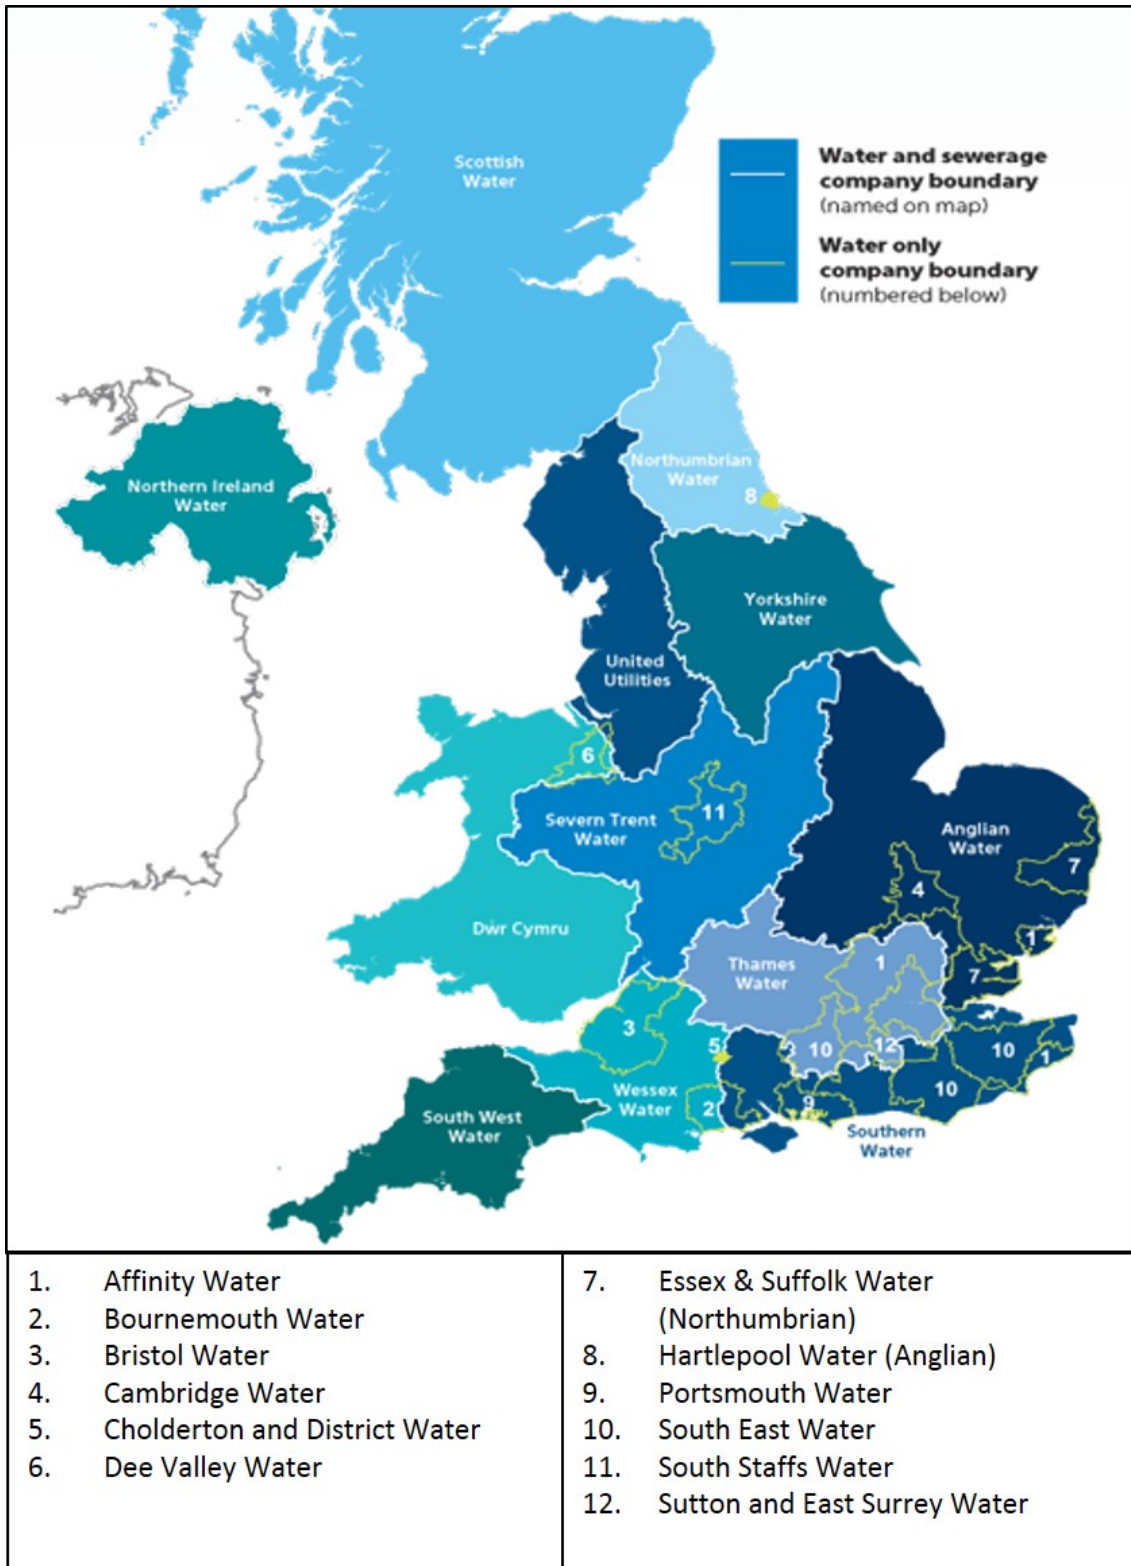 Scottish
Water
Water and sewerage
company boundary
(named on map)
Water only
company boundary
(numbered below)
Northumbrian
Water
8
Northern Ireland
Water
Yorkshire
Water
United
Utilities
6
Severn Trent
Water
11
Anglian
Water
7
4
Dŵr Cymru
1
Thames
Water
1
7
3
5
10
12
10
1
Wessex
Water
2
9
10
South West
Water
Southern
Water
1. Affinity Water
2. Bournemouth Water
3. Bristol Water
4. Cambridge Water
5. Cholderton and District Water
6. Dee Valley Water
7. Essex & Suffolk Water
(Northumbrian)
8. Hartlepool Water (Anglian)
9. Portsmouth Water
10. South East Water
11. South Staffs Water
12. Sutton and East Surrey Water